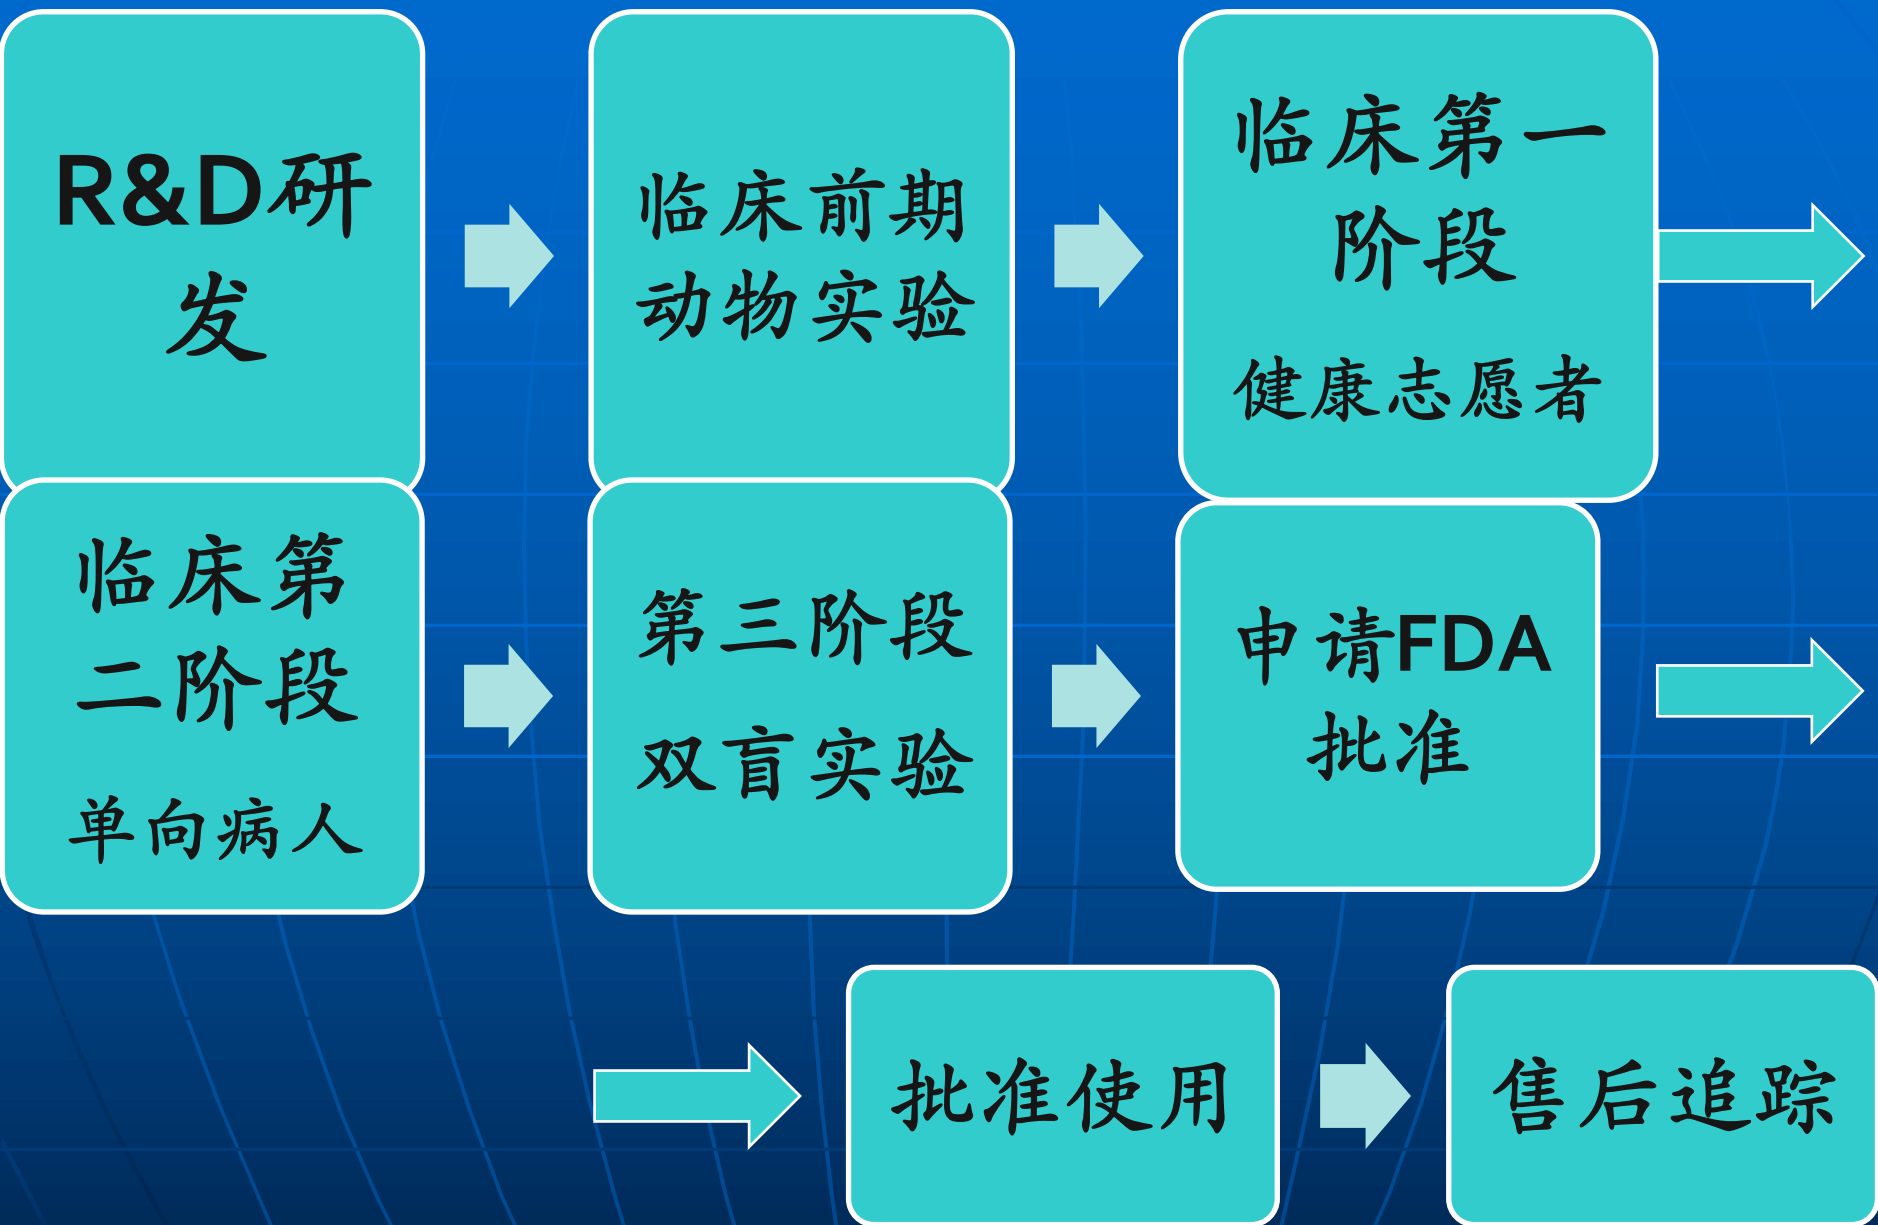 R&D研
发
临床前期
动物实验
临床第一
阶段
健康志愿者
临床第
二阶段
单向病人
第三阶段
双盲实验
申请FDA
批准
批准使用
售后追踪